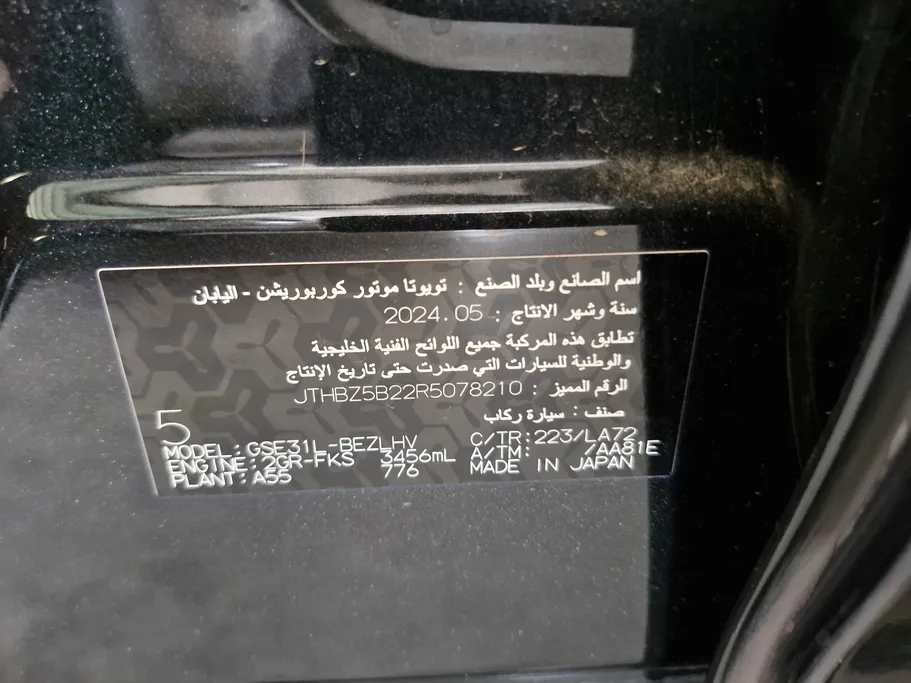 اسم الصانع وبلد الصنع : تويوتا موتور كوربوريشن - اليابان
سنة وشهر الانتاج : 2024.05
تطابق هذه المركبة جميع اللوائح الفنية الخليجية
والوطنية للسيارات التي صدرت حتى تاريخ الإنتاج
الرقم المميز : JTHBZ5B22R5078210
صنف : سيارة ركاب
5
MODEL:GSE31L-BEZLHV C/TR:223/LA72
ENGINE:2GR-FKS 3456mL A/TM: /AA81E
PLANT:A55 776 MADE IN JAPAN